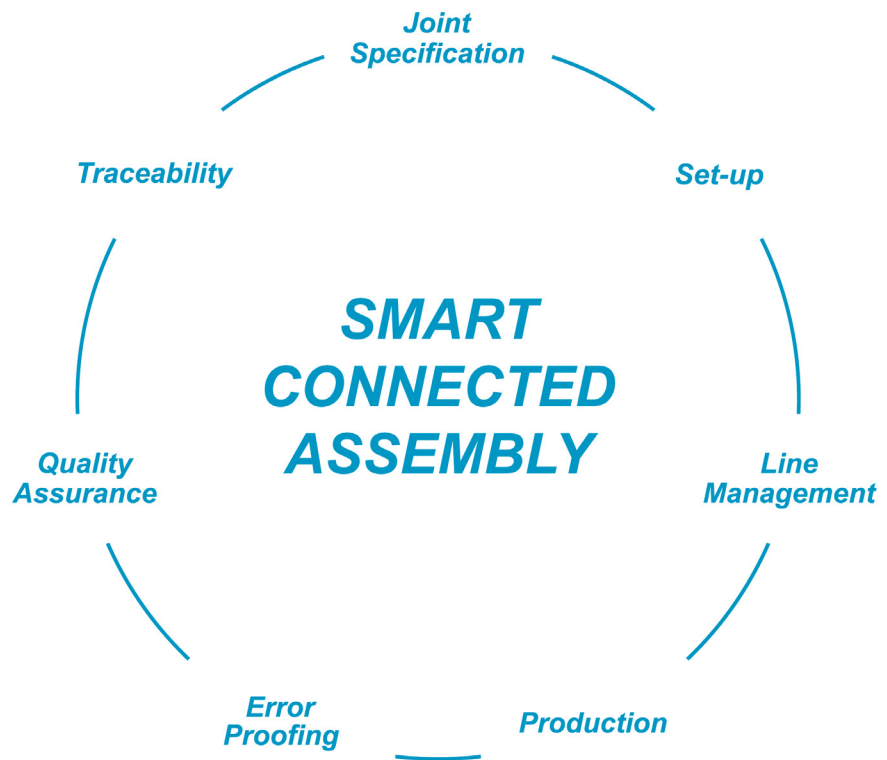 Joint
Specification
Traceability
Set-up
SMART
CONNECTED
ASSEMBLY
Quality
Assurance
Line
Management
Error
Proofing
Production